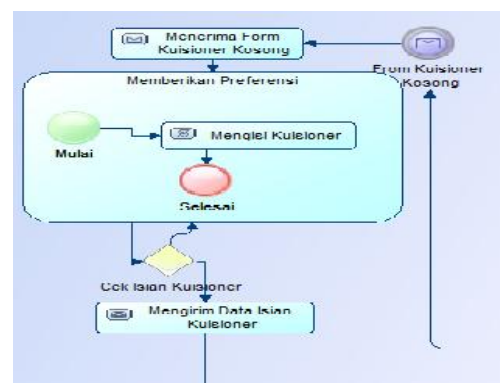 Menerima Form
Kuisioner Kosong
From Kuisioner
Kosong
Memberikan Preferensi
Mulai
Mengisi Kuisioner
Selesai
Cek Isian Kuisioner
Mengirim Data Isian
Kuisioner